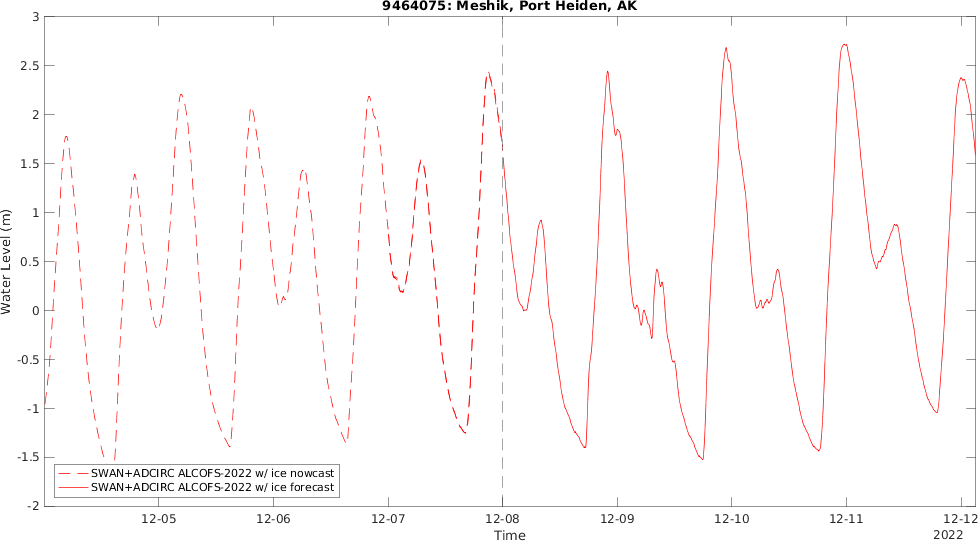 9464075: Meshik, Port Heiden, AK
3
2.5
2
1.5
1
0.5
0
-0.5
-1
-1.5
-2
Water Level (m)
SWAN+ADCIRC ALCOFS-2022 w/ ice nowcast
SWAN+ADCIRC ALCOFS-2022 w/ ice forecast
12-05 12-06 12-07 12-08 12-09 12-10 12-11 12-12
Time 2022